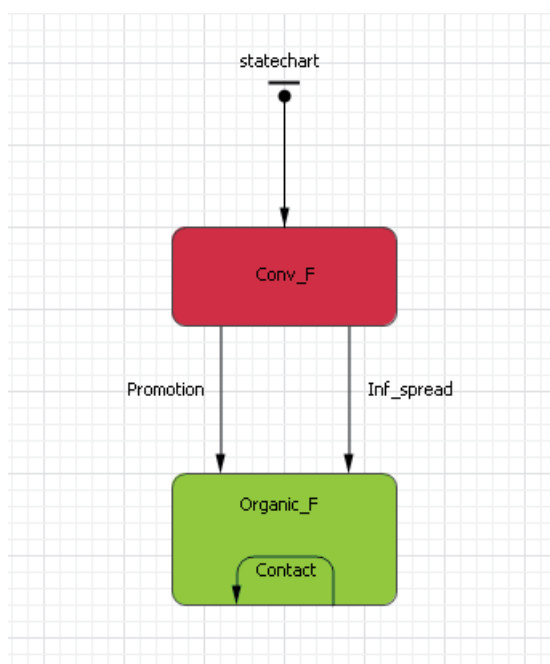 statechart
Conv_F
Promotion
Inf_spread
Organic_F
Contact